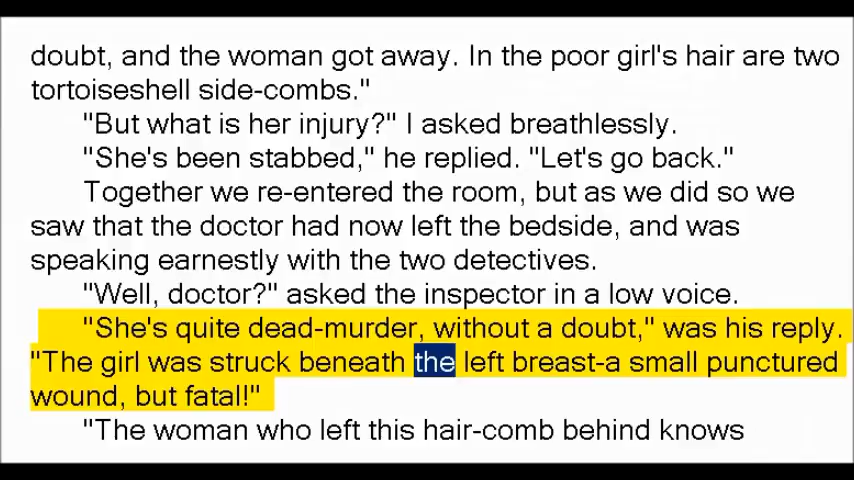 doubt, and the woman got away. In the poor girl's hair are two
tortoiseshell side-combs."
"But what is her injury?" I asked breathlessly.
"She's been stabbed," he replied. "Let's go back."
Together we re-entered the room, but as we did so we
saw that the doctor had now left the bedside, and was
speaking earnestly with the two detectives.
"Well, doctor?" asked the inspector in a low voice.
"She's quite dead-murder, without a doubt," was his reply.
"The girl was struck beneath the left breast-a small punctured
wound, but fatal!"
"The woman who left this hair-comb behind knows